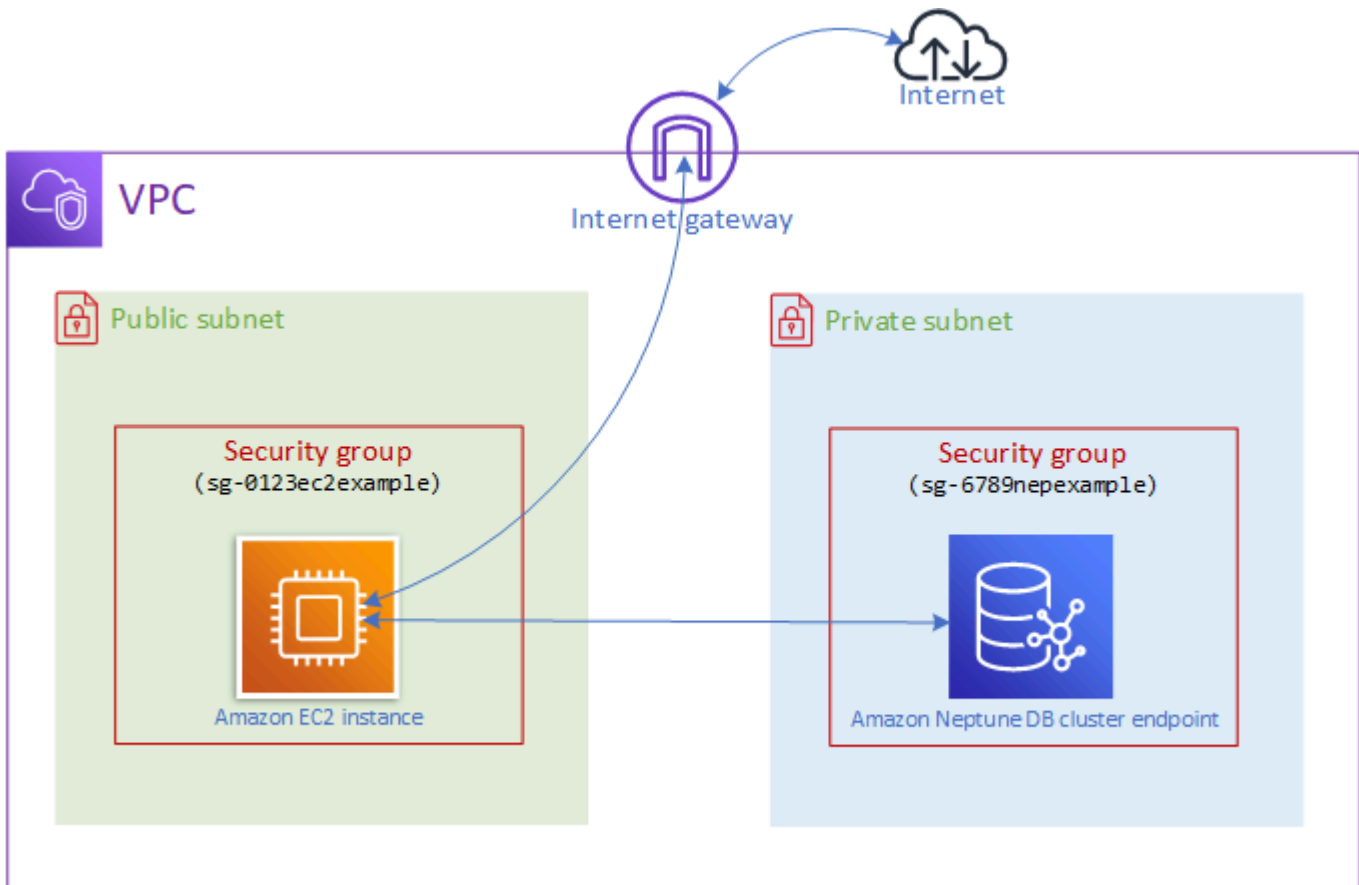 Internet
VPC
Internet gateway
Public subnet
Security group
(sg-0123ec2example)
Amazon EC2 instance
Private subnet
Security group
(sg-6789nepexample)
Amazon Neptune DB cluster endpoint